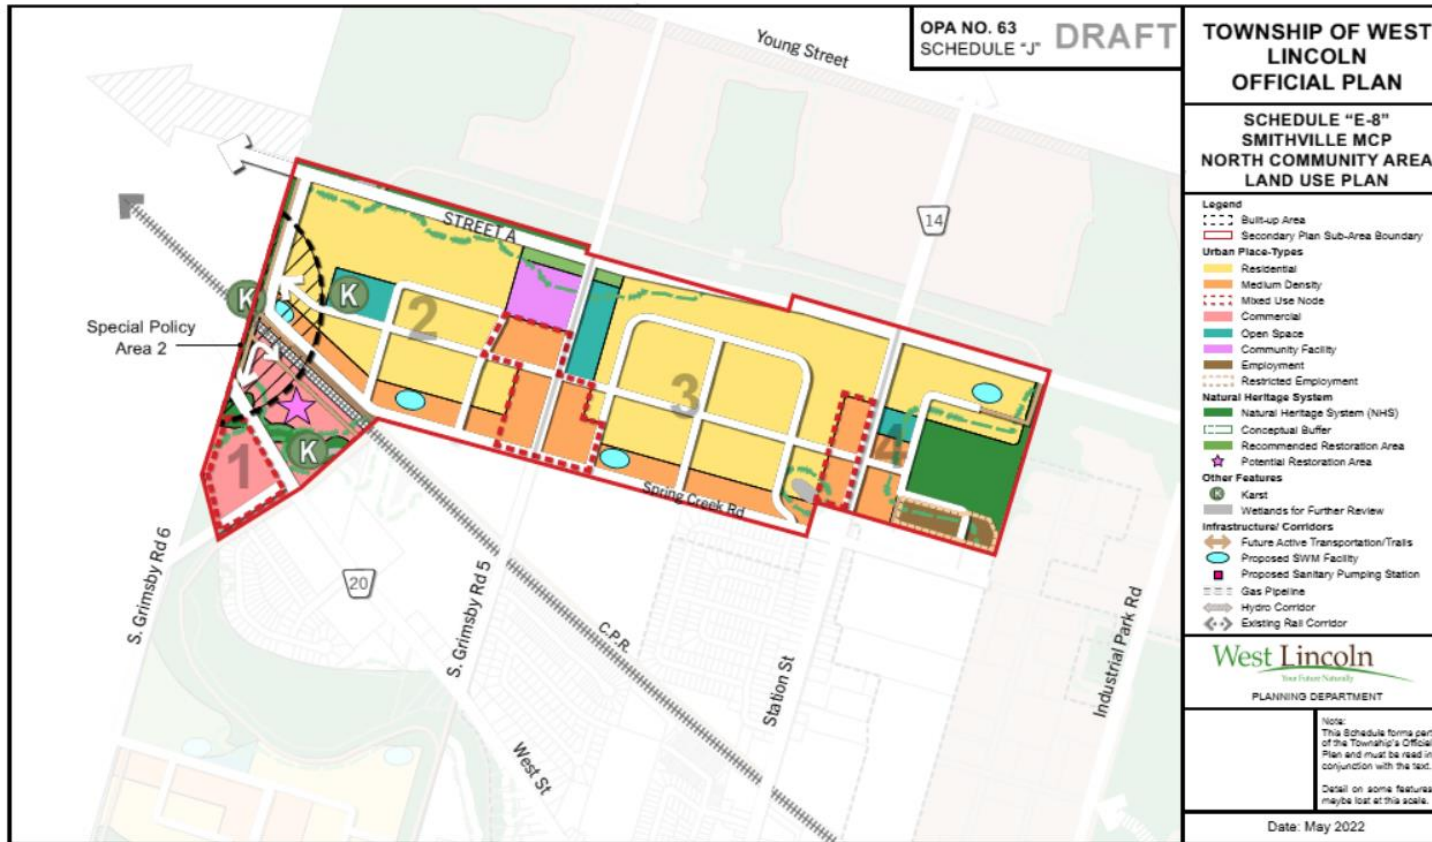 OPA NO. 63
SCHEDULE "J"
DRAFT
TOWNSHIP OF WEST
LINCOLN
OFFICIAL PLAN
SCHEDULE "E-8"
SMITHVILLE MCP
NORTH COMMUNITY AREA
LAND USE PLAN
Legend
Built-up Area
Secondary Plan Sub-Area Boundary
Urban Place-Types
Residential
Medium Density
Mixed Use Node
Commercial
Open Space
Community Facility
Employment
Restricted Employment
Natural Heritage System
Natural Heritage System (NHS)
Conceptual Buffer
Recommended Restoration Area
Potential Restoration Area
Other Features
K
Karst
Wetlands for Further Review
Infrastructure/ Corridors
Future Active Transportation/Trails
Proposed SWM Facility
Proposed Sanitary Pumping Station
Gas Pipeline
Hydro Corridor
Existing Rail Corridor
West Lincoln
Your Future Naturally
PLANNING DEPARTMENT
Note:
This Schedule forms part
of the Township's Official
Plan and must be read in
conjunction with the text.
Detail on some features
maybe lost at this scale.
Date: May 2022
Young Street
14
STREET A
K
K
2
Special Policy
Area 2
3
4
1
K
Spring Creek Rd
S. Grimsby Rd 6
20
S. Grimsby Rd 5
C.P.R.
Station St
Industrial Park Rd
West St